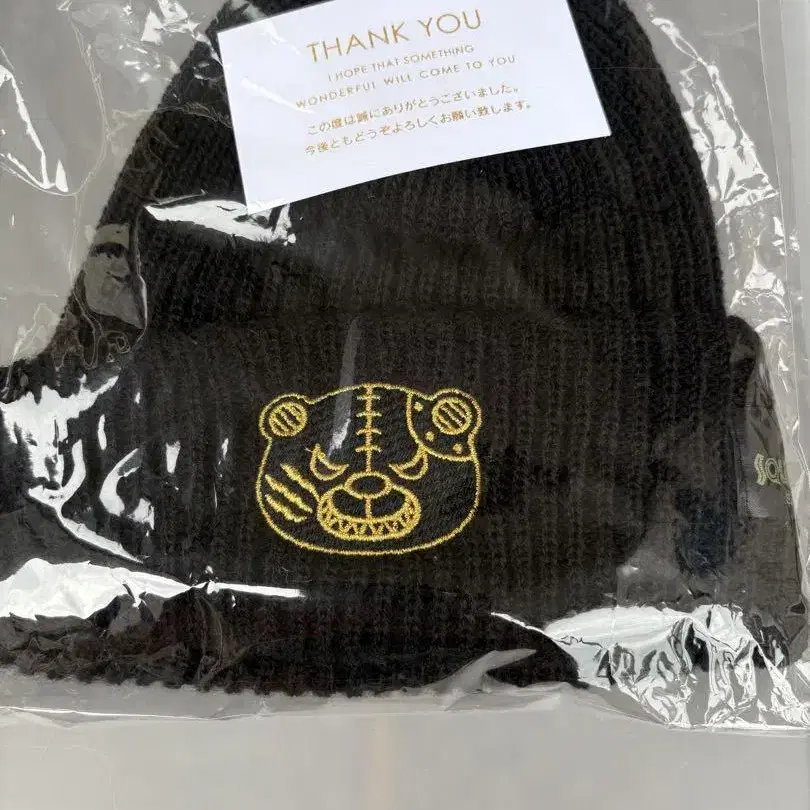 THANK YOU
I HOPE THAT SOMETHING
WONDERFUL WILL COME TO YOU
この度は誠にありがとうございました。
今後ともどうぞよろしくお願い致します。